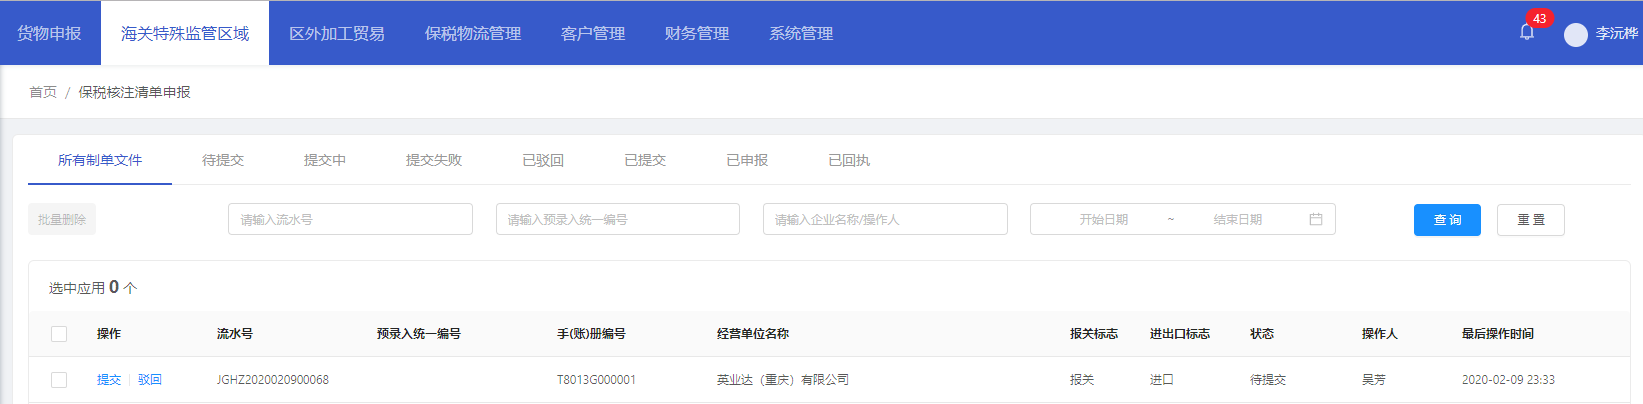 货物申报 海关特殊监管区域 区外加工贸易 保税物流管理 客户管理 财务管理 系统管理 43 李沅桦
首页 / 保税核注清单申报
所有制单文件 待提交 提交中 提交失败 已驳回 已提交 已申报 已回执
批量删除 请输入流水号 请输入预录入统一编号 请输入企业名称/操作人 开始日期 ~ 结束日期 查询 重置
选中应用 0 个
操作 流水号 预录入统一编号 手(账)册编号 经营单位名称 报关标志 进出口标志 状态 操作人 最后操作时间
提交 驳回 JGHZ2020020900068 T8013G000001 英业达（重庆）有限公司 报关 进口 待提交 吴芳 2020-02-09 23:33